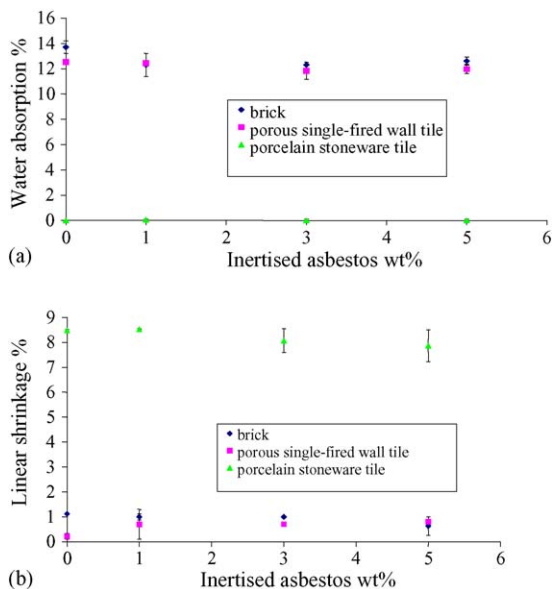 Water absorption %
16
14
12
10
8
6
4
2
0
brick
porous single-fired wall tile
porcelain stoneware tile
0 1 2 3 4 5 6
(a)
Inertised asbestos wt%
Linear shrinkage %
9
8
7
6
5
4
3
2
1
0
brick
porous single-fired wall tile
porcelain stoneware tile
0 1 2 3 4 5 6
(b)
Inertised asbestos wt%